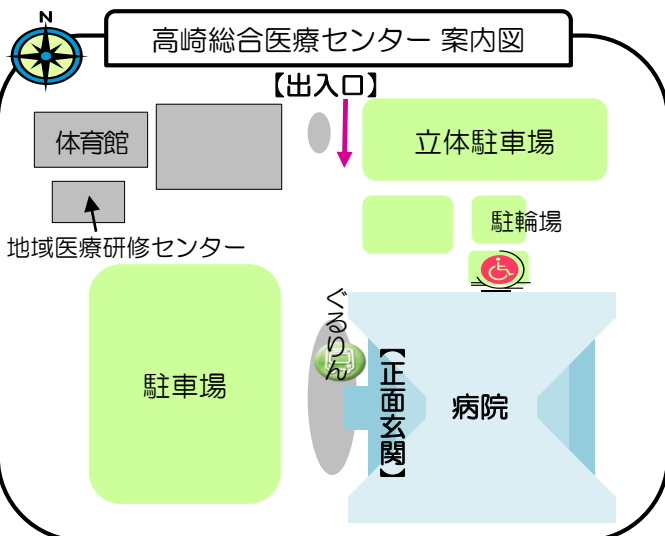 N
高崎総合医療センター 案内図
【出入口】
体育館
立体駐車場
駐輪場
地域医療研修センター
ぐるりん
駐車場
【正面玄関】
病院